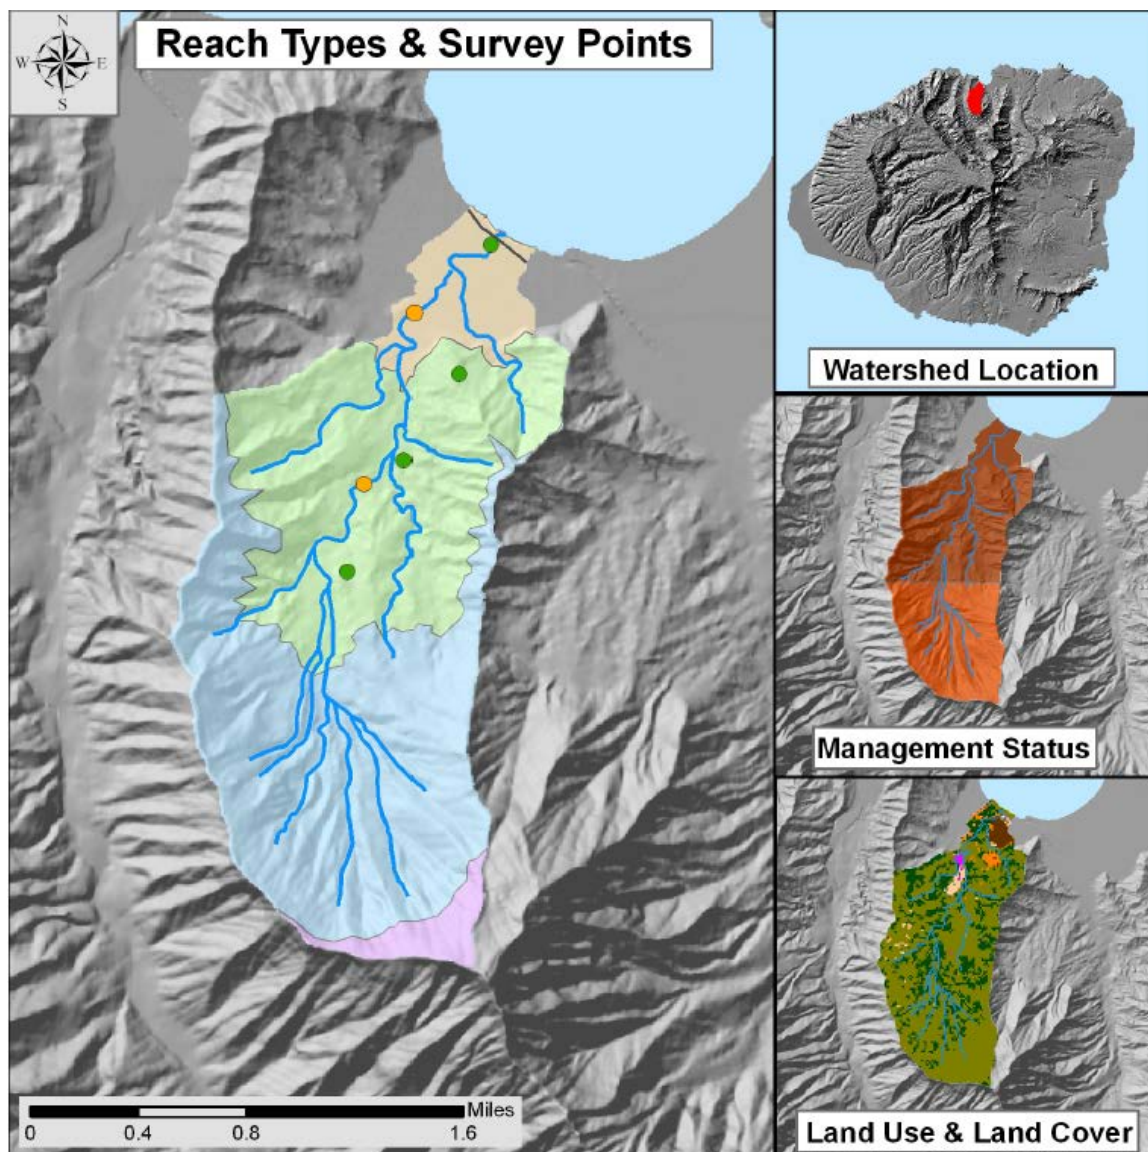 N
W E
S
Reach Types & Survey Points
Watershed Location
Management Status
Miles
0 0.4 0.8 1.6
Land Use & Land Cover